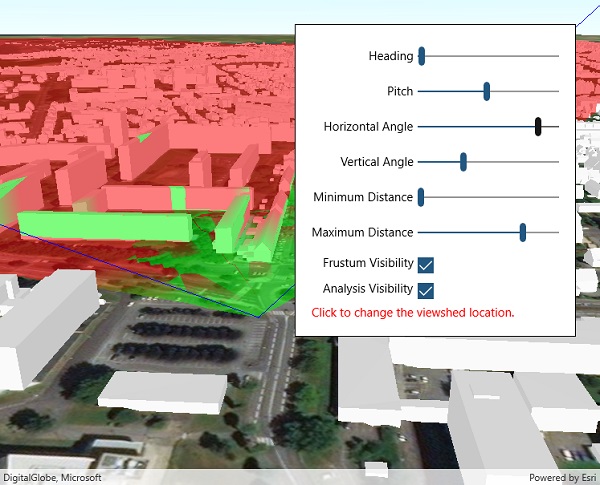 Heading
Pitch
Horizontal Angle
Vertical Angle
Minimum Distance
Maximum Distance
Frustum Visibility
Analysis Visibility
Click to change the viewshed location.
DigitalGlobe, Microsoft
Powered by Esri